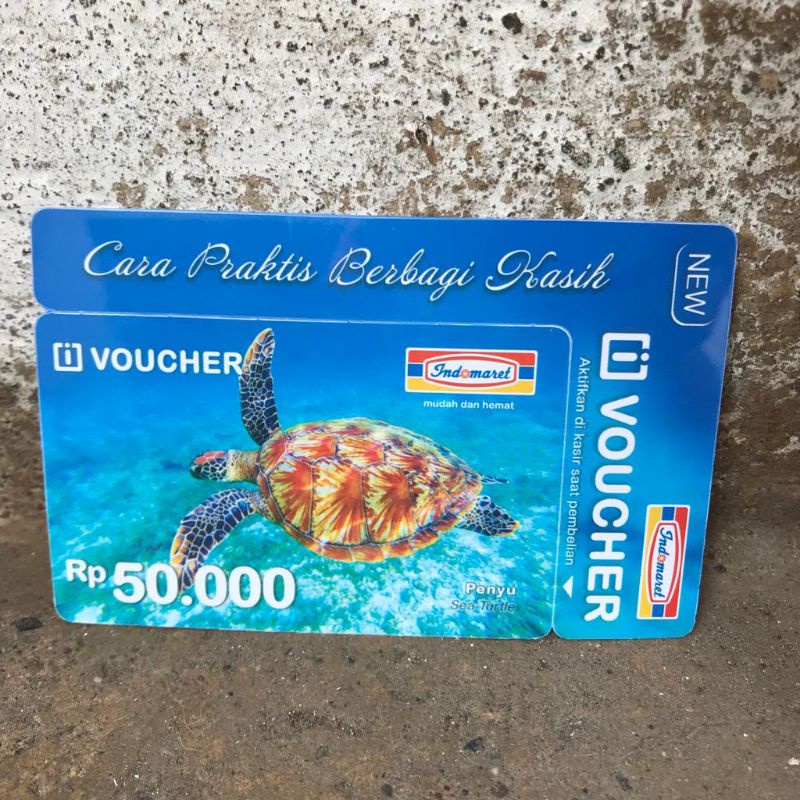 Cara Praktis Berbagi Kasih
NEW
i VOUCHER
Indomaret
mudah dan hemat
Rp 50.000
Penyu
Sea Turtle
i VOUCHER
Aktifkan di kasir saat pembelian
Indomaret